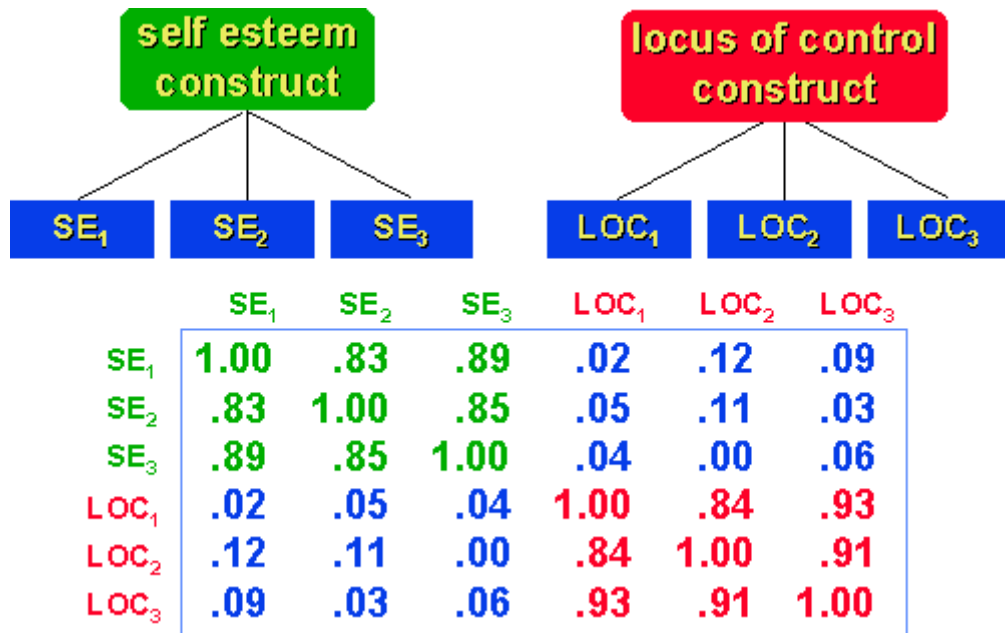 self esteem
construct
locus of control
construct
SE₁ SE₂ SE₃ LOC₁ LOC₂ LOC₃
SE₁ SE₂ SE₃ LOC₁ LOC₂ LOC₃
SE₁ 1.00 .83 .89 .02 .12 .09
SE₂ .83 1.00 .85 .05 .11 .03
SE₃ .89 .85 1.00 .04 .00 .06
LOC₁ .02 .05 .04 1.00 .84 .93
LOC₂ .12 .11 .00 .84 1.00 .91
LOC₃ .09 .03 .06 .93 .91 1.00